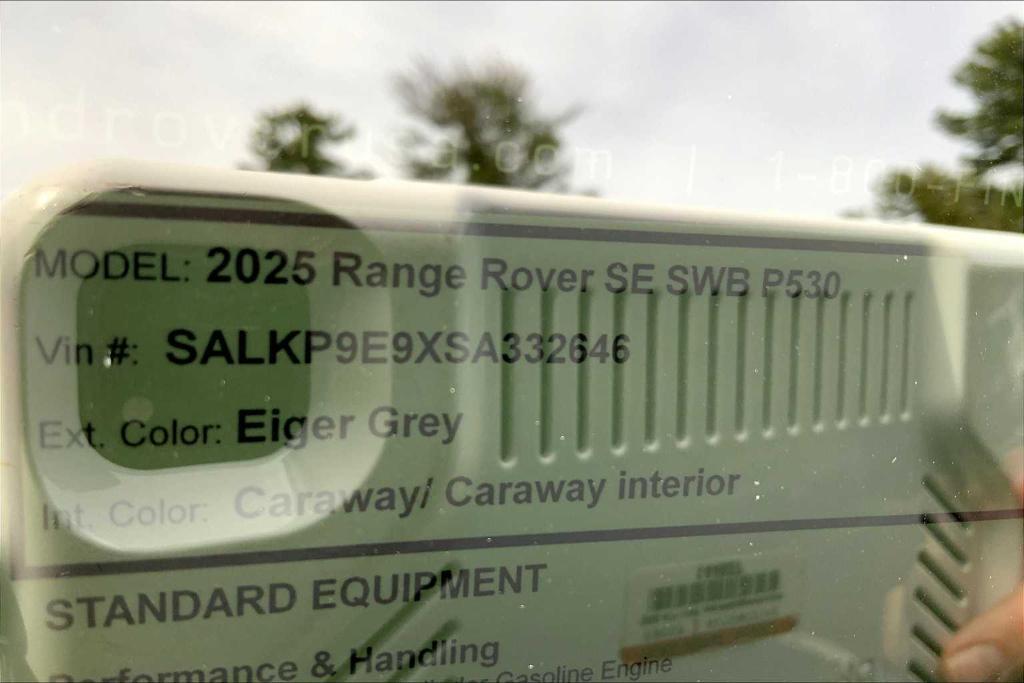 MODEL: 2025 Range Rover SE SWB P530
Vin #: SALKP9E9XSA332646
Ext. Color: Eiger Grey
Int. Color: Caraway/ Caraway interior
STANDARD EQUIPMENT
Performance & Handling
Gasoline Engine